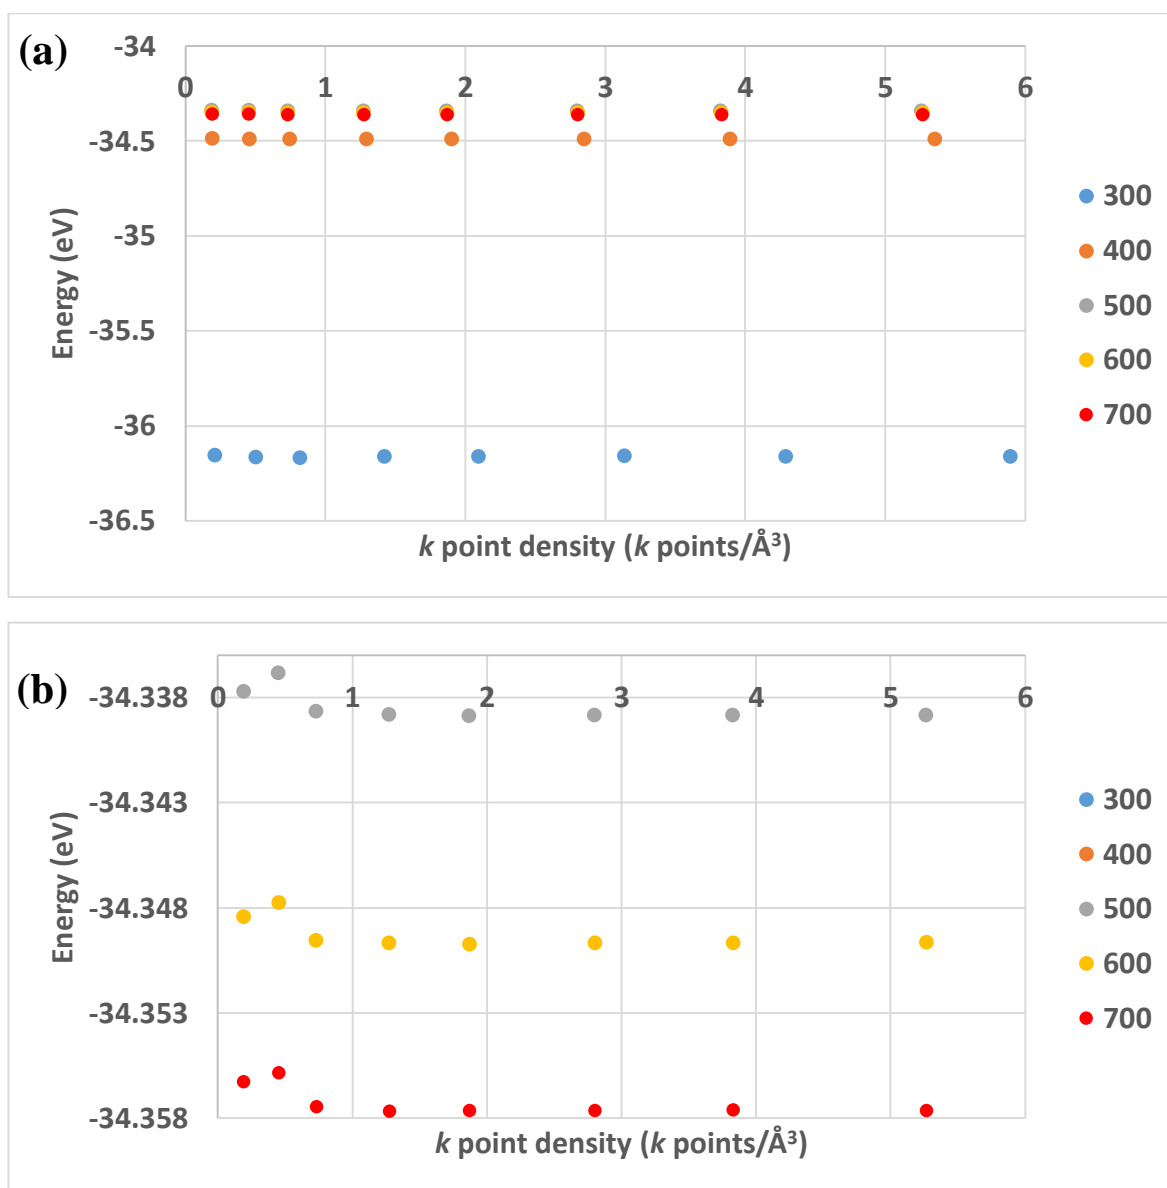 (a)
-34
0 1 2 3 4 5 6
-34.5
-35
-35.5
-36
-36.5
Energy (eV)
k point density (k points/Å³)
300
400
500
600
700
(b)
-34.338
0 1 2 3 4 5 6
-34.343
-34.348
-34.353
-34.358
Energy (eV)
k point density (k points/Å³)
300
400
500
600
700